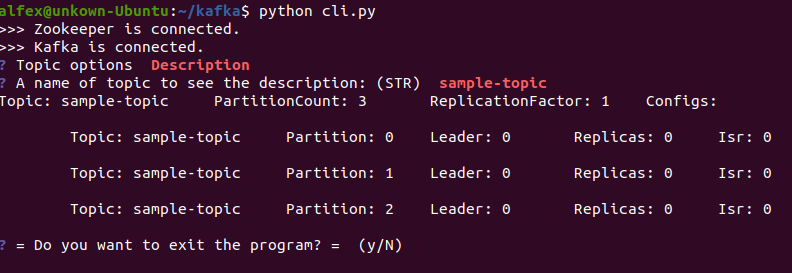 alfex@unkown-Ubuntu:~/kafka$ python cli.py
>>> Zookeeper is connected.
>>> Kafka is connected.
? Topic options  Description
? A name of topic to see the description: (STR)  sample-topic
Topic: sample-topic     PartitionCount: 3       ReplicationFactor: 1    Configs:
        Topic: sample-topic     Partition: 0    Leader: 0       Replicas: 0     Isr: 0
        Topic: sample-topic     Partition: 1    Leader: 0       Replicas: 0     Isr: 0
        Topic: sample-topic     Partition: 2    Leader: 0       Replicas: 0     Isr: 0
? = Do you want to exit the program? =  (y/N)